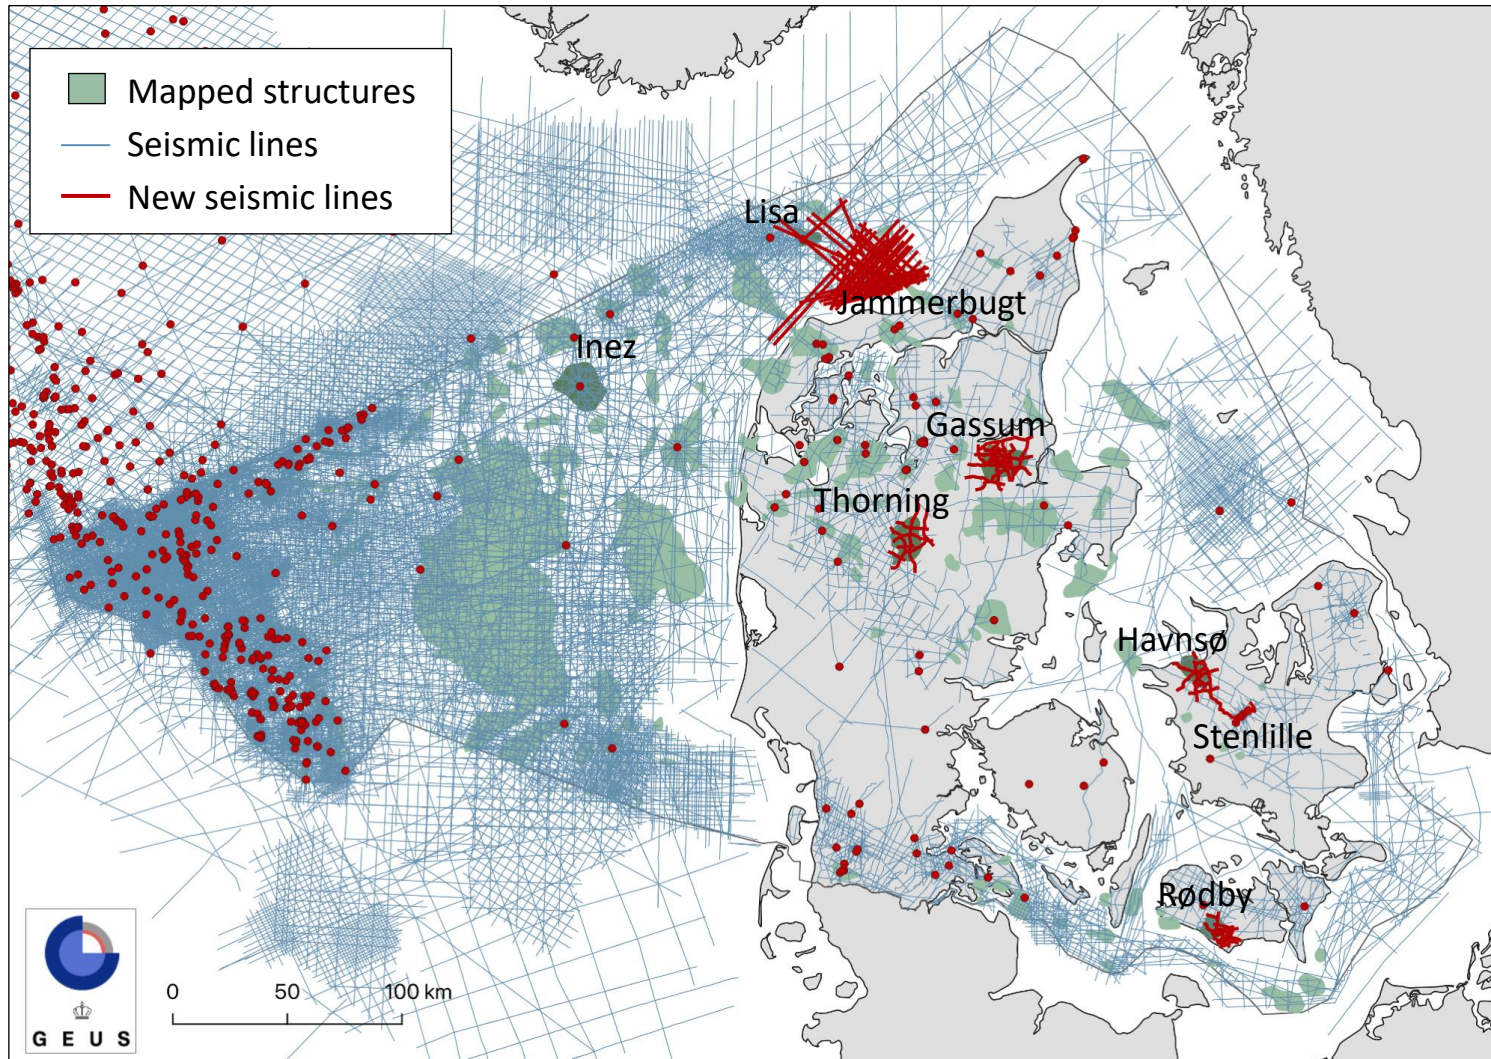 Mapped structures
Seismic lines
New seismic lines
Lisa
Jammerbugt
Inez
Gassum
Thorning
Havnsø
Stenlille
Rødby
0 50 100 km
GEUS